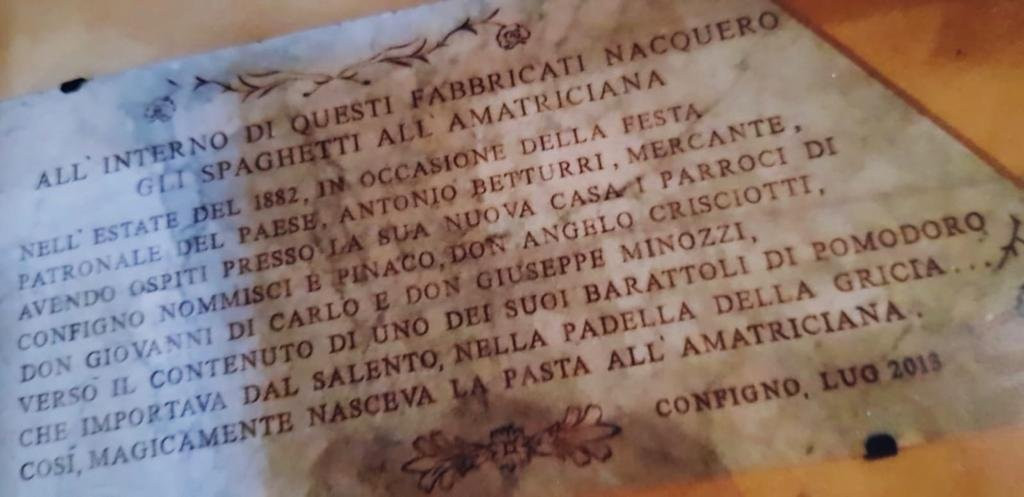 ALL' INTERNO DI QUESTI FABBRICATI NACQUERO
GLI SPAGHETTI ALL' AMATRICIANA
NELL' ESTATE DEL 1882, IN OCCASIONE DELLA FESTA
PATRONALE DEL PAESE, ANTONIO BETTURRI, MERCANTE,
AVENDO OSPITI PRESSO LA SUA NUOVA CASA I PARROCI DI
CONFIGNO NOMMISCI E PINACO, DON ANGELO CRISCIOTTI,
DON GIOVANNI DI CARLO E DON GIUSEPPE MINOZZI,
VERSÒ IL CONTENUTO DI UNO DEI SUOI BARATTOLI DI POMODORO
CHE IMPORTAVA DAL SALENTO, NELLA PADELLA DELLA GRICIA...
COSÍ, MAGICAMENTE NASCEVA LA PASTA ALL' AMATRICIANA.
CONFIGNO, LUG 2013